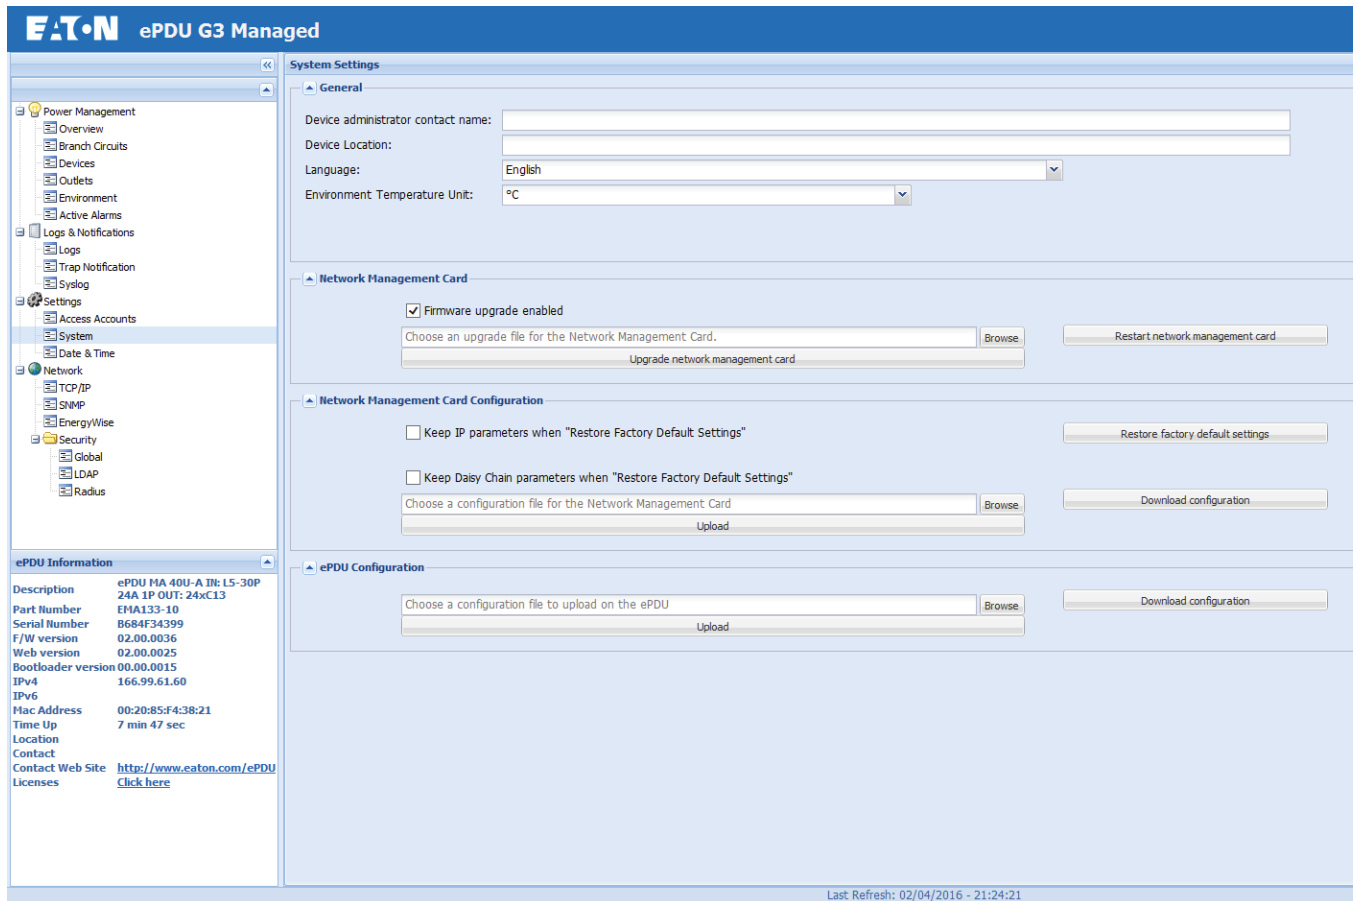 EATON ePDU G3 Managed
System Settings
Power Management
Overview
Branch Circuits
Devices
Outlets
Environment
Active Alarms
Logs & Notifications
Logs
Trap Notification
Syslog
Settings
Access Accounts
System
Date & Time
Network
TCP/IP
SNMP
EnergyWise
Security
Global
LDAP
Radius
ePDU Information
Description ePDU MA 40U-A IN: L5-30P
24A 1P OUT: 24xC13
Part Number EMA133-10
Serial Number B684F34399
F/W version 02.00.0036
Web version 02.00.0025
Bootloader version 00.00.0015
IPv4 166.99.61.60
IPv6
Mac Address 00:20:85:F4:38:21
Time Up 7 min 47 sec
Location
Contact
Contact Web Site http://www.eaton.com/ePDU
Licenses Click here
General
Device administrator contact name:
Device Location:
Language: English
Environment Temperature Unit: °C
Network Management Card
Firmware upgrade enabled
Choose an upgrade file for the Network Management Card. Browse Restart network management card
Upgrade network management card
Network Management Card Configuration
Keep IP parameters when "Restore Factory Default Settings" Restore factory default settings
Keep Daisy Chain parameters when "Restore Factory Default Settings"
Choose a configuration file for the Network Management Card Browse Download configuration
Upload
ePDU Configuration
Choose a configuration file to upload on the ePDU Browse Download configuration
Upload
Last Refresh: 02/04/2016 - 21:24:21